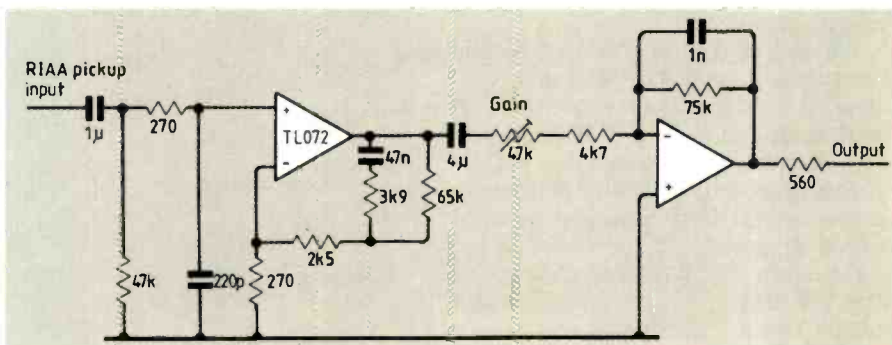 RIAA pickup
input
1µ
270
47k
220p
270
+
TL072
−
47n
3k9
65k
2k5
4µ
Gain
47k
4k7
1n
75k
−
+
560
Output